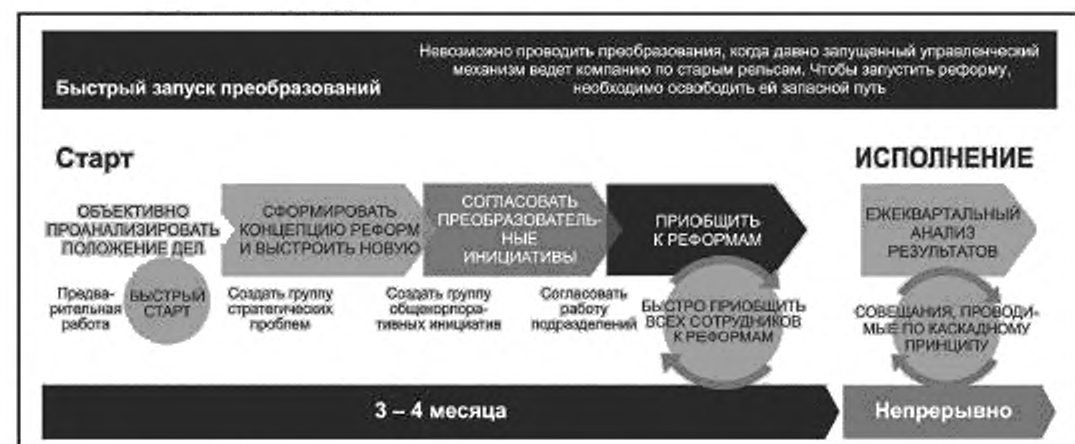 Быстрый запуск преобразований
Невозможно проводить преобразования, когда давно запущенный управленческий
механизм ведет компанию по старым рельсам. Чтобы запустить реформу,
необходимо освободить ей запасной путь
Старт
ИСПОЛНЕНИЕ
ОБЪЕКТИВНО
ПРОАНАЛИЗИРОВАТЬ
ПОЛОЖЕНИЕ ДЕЛ
СФОРМИРОВАТЬ
КОНЦЕПЦИЮ РЕФОРМ
И ВЫСТРОИТЬ НОВУЮ
СОГЛАСОВАТЬ
ПРЕОБРАЗОВАТЕЛЬ-
НЫЕ
ИНИЦИАТИВЫ
ПРИОБЩИТЬ
К РЕФОРМАМ
ЕЖЕКВАРТАЛЬНЫЙ
АНАЛИЗ
РЕЗУЛЬТАТОВ
Предва-
рительная
работа
БЫСТРЫЙ
СТАРТ
Создать группу
стратегических
проблем
Создать группу
общекорпора-
тивных инициатив
Согласовать
работу
подразделений
БЫСТРО ПРИОБЩИТЬ
ВСЕХ СОТРУДНИКОВ
К РЕФОРМАМ
СОВЕЩАНИЯ, ПРОВОДИ-
МЫЕ ПО КАСКАДНОМУ
ПРИНЦИПУ
3 – 4 месяца
Непрерывно